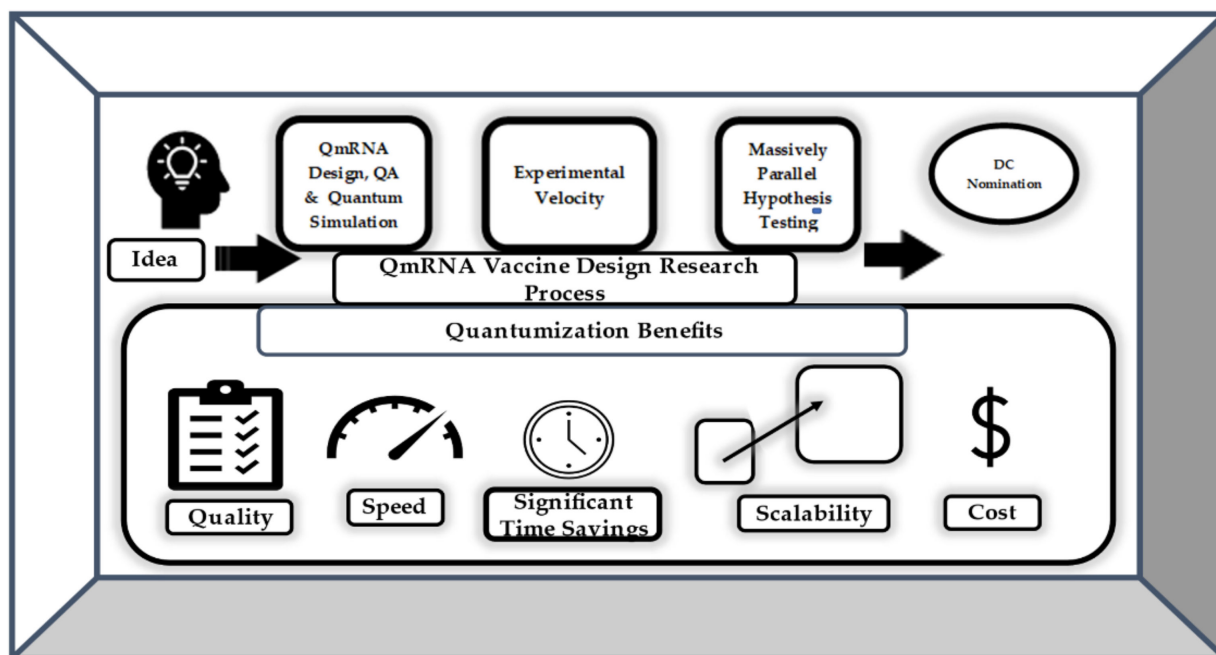 QmRNA
Design, QA
& Quantum
Simulation
Experimental
Velocity
Massively
Parallel
Hypothesis
Testing
DC
Nomination
Idea
QmRNA Vaccine Design Research
Process
Quantumization Benefits
Quality
Speed
Significant
Time Savings
Scalability
$
Cost